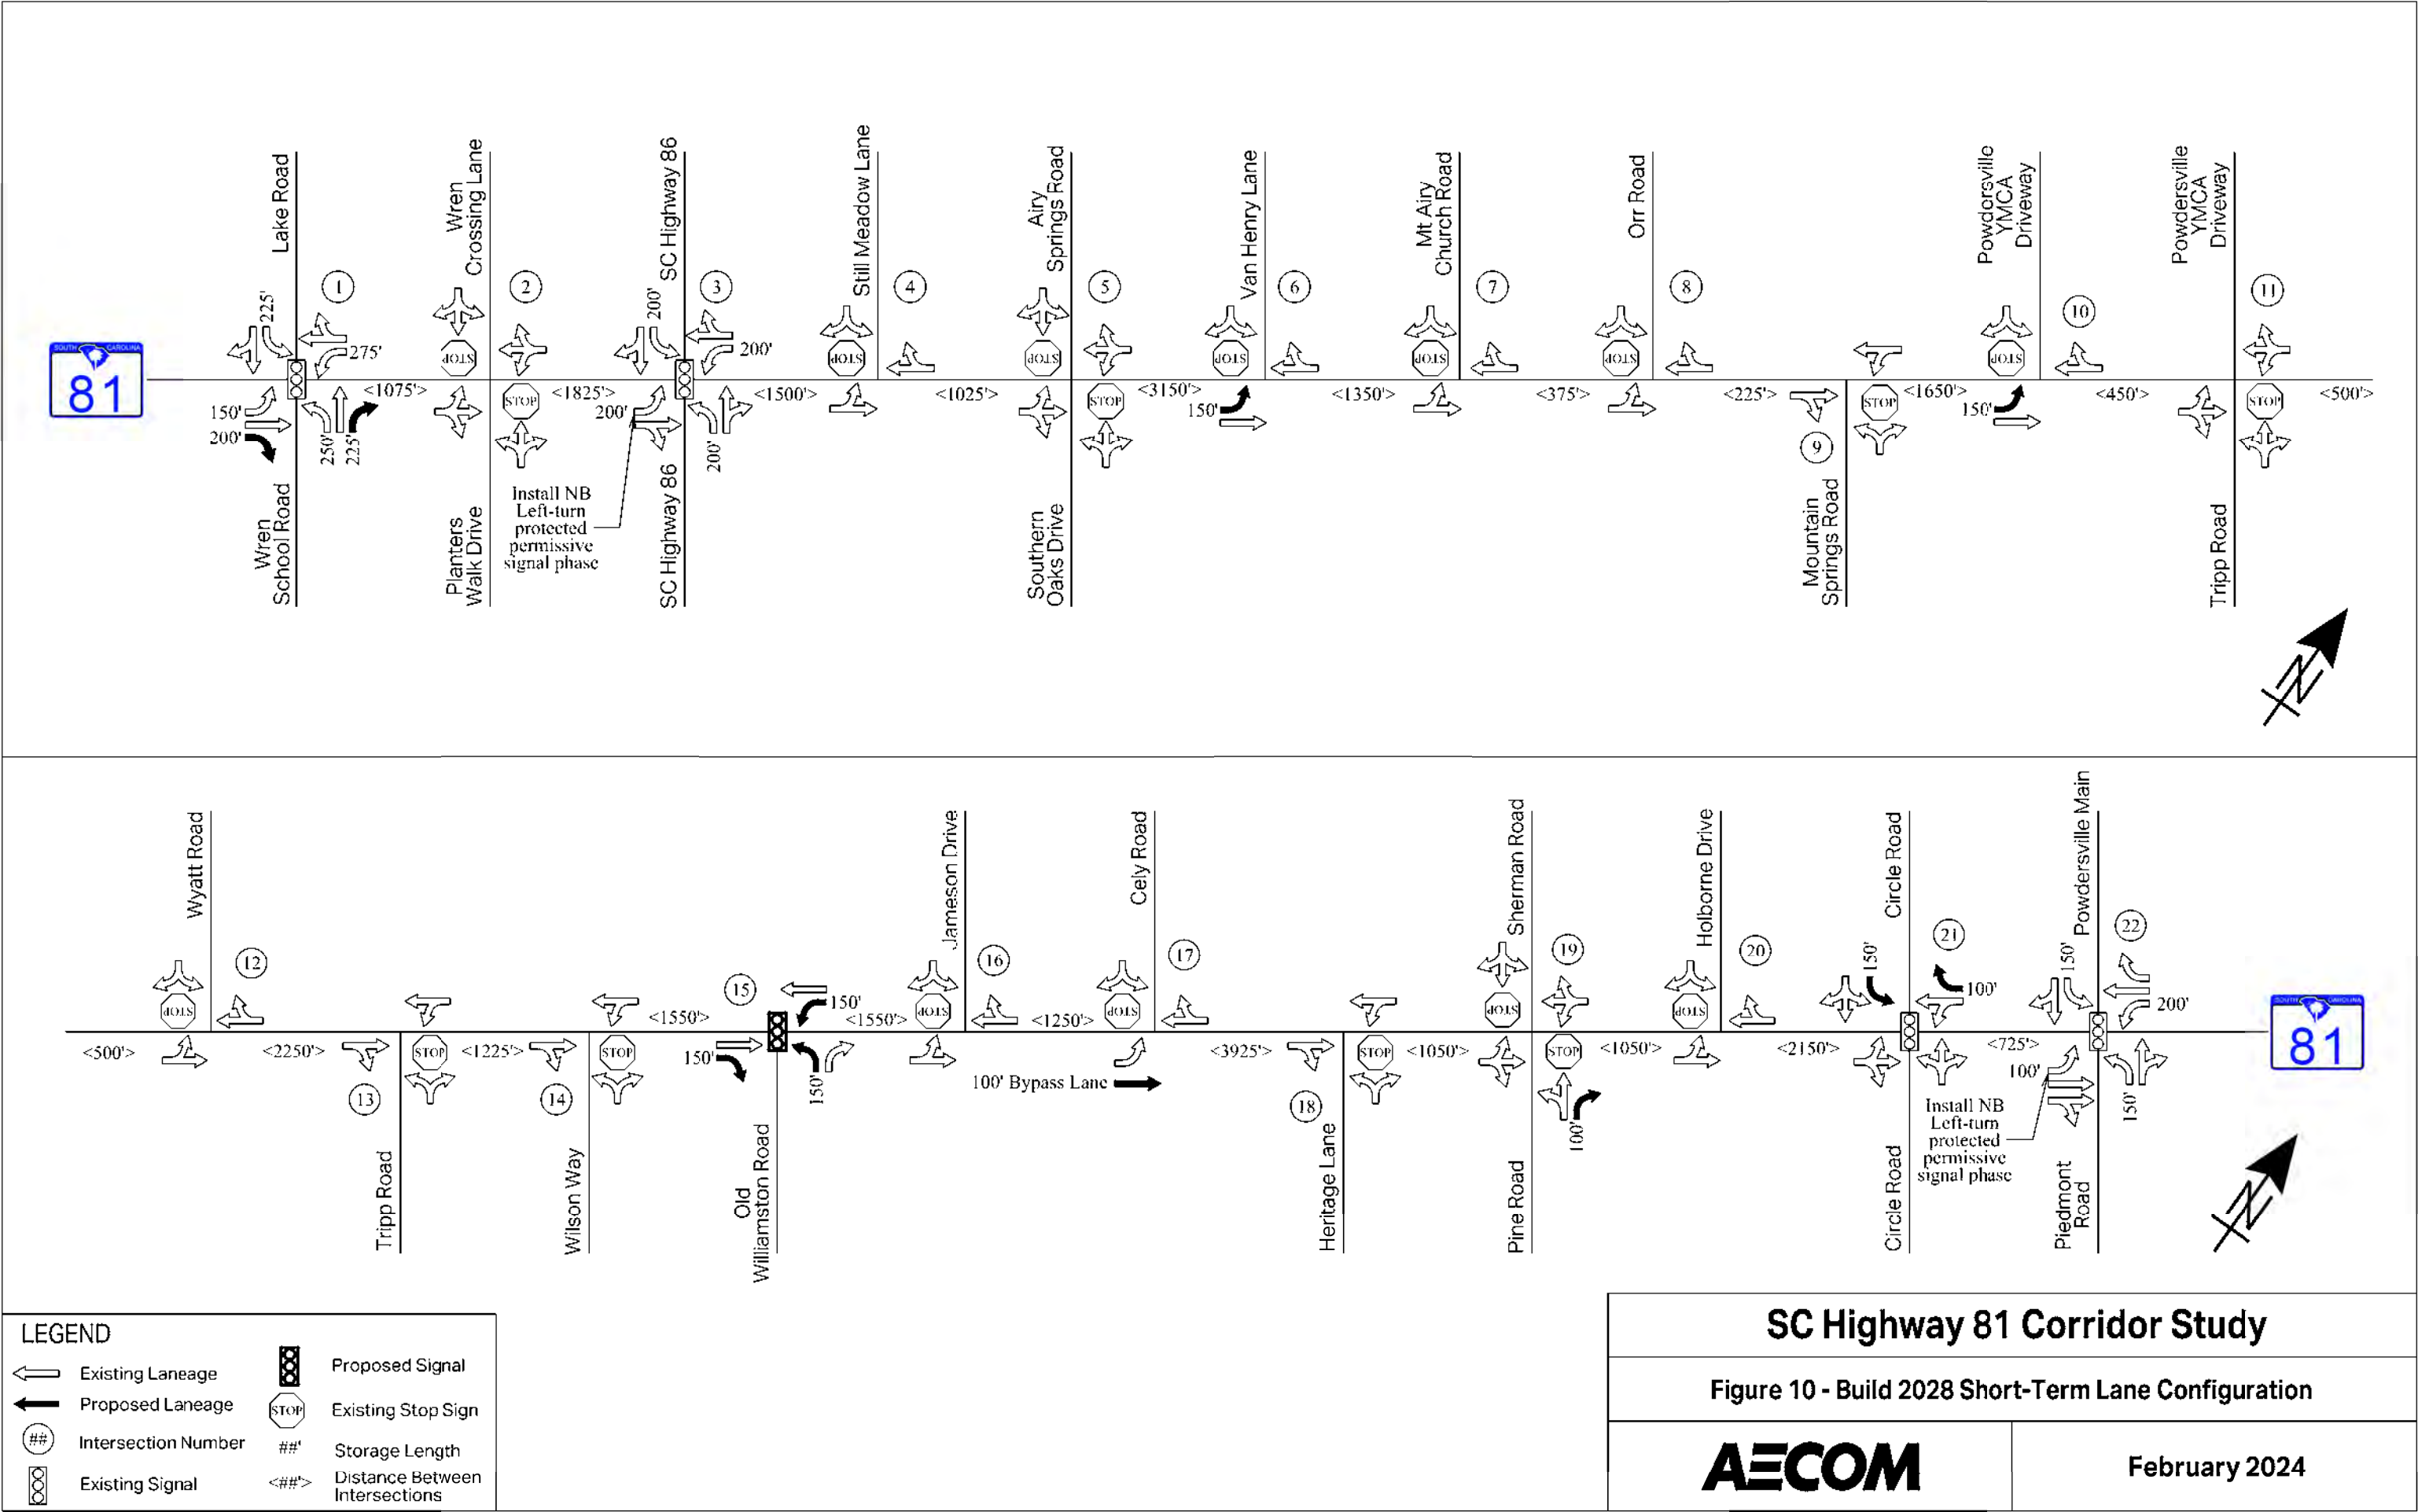 Lake Road
Wren
Crossing Lane
SC Highway 86
Still Meadow Lane
Airy
Springs Road
Van Henry Lane
Mt Airy
Church Road
Orr Road
Powdersville
YMCA
Driveway
Powdersville
YMCA
Driveway
225'
1
2
200'
3
4
5
6
7
8
10
11
SOUTH CAROLINA
81
275'
STOP
200'
STOP
STOP
STOP
STOP
STOP
STOP
<1075'>
STOP
<1825'>
<1500'>
<1025'>
STOP
<3150'>
<1350'>
<375'>
<225'>
STOP
<1650'>
<450'>
STOP
<500'>
150'
200'
250'
225'
200'
200'
150'
9
150'
Install NB
Left-turn
protected
permissive
signal phase
Wren
School Road
Planters
Walk Drive
SC Highway 86
Southern
Oaks Drive
Mountain
Springs Road
Tripp Road
N
Wyatt Road
Jameson Drive
Cely Road
Sherman Road
Holborne Drive
Circle Road
Powdersville Main
12
15
16
17
19
20
150'
21
150'
22
STOP
<1550'>
150'
<1550'>
STOP
<1250'>
STOP
STOP
STOP
100'
200'
SOUTH CAROLINA
81
<500'>
<2250'>
STOP
<1225'>
STOP
150'
150'
100' Bypass Lane
<3925'>
STOP
<1050'>
STOP
<1050'>
<2150'>
<725'>
100'
13
14
18
100'
150'
Install NB
Left-turn
protected
permissive
signal phase
Tripp Road
Wilson Way
Old
Williamston Road
Heritage Lane
Pine Road
Circle Road
Piedmont
Road
N
LEGEND
Existing Laneage
Proposed Laneage
## Intersection Number
Existing Signal
Proposed Signal
STOP Existing Stop Sign
##' Storage Length
<##'> Distance Between
Intersections
SC Highway 81 Corridor Study
Figure 10 - Build 2028 Short-Term Lane Configuration
AECOM
February 2024